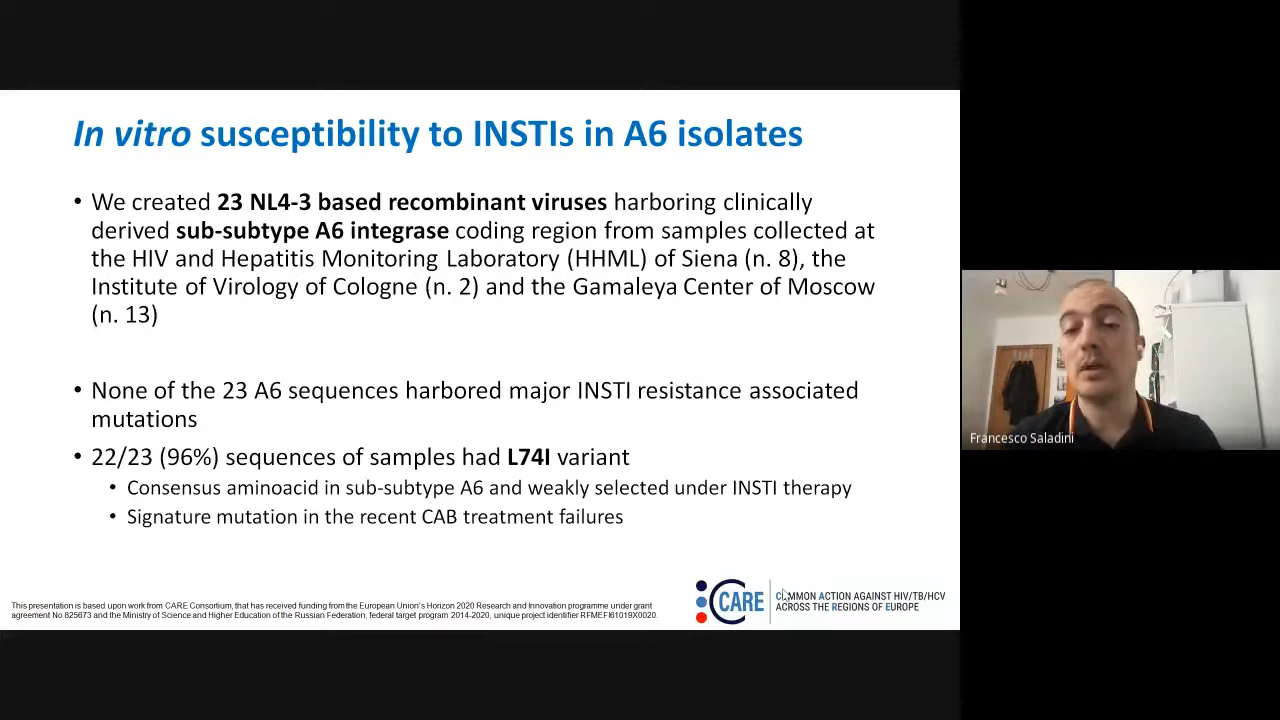 In vitro susceptibility to INSTIs in A6 isolates
• We created 23 NL4-3 based recombinant viruses harboring clinically
derived sub-subtype A6 integrase coding region from samples collected at
the HIV and Hepatitis Monitoring Laboratory (HHML) of Siena (n. 8), the
Institute of Virology of Cologne (n. 2) and the Gamaleya Center of Moscow
(n. 13)
• None of the 23 A6 sequences harbored major INSTI resistance associated
mutations
• 22/23 (96%) sequences of samples had L74I variant
• Consensus aminoacid in sub-subtype A6 and weakly selected under INSTI therapy
• Signature mutation in the recent CAB treatment failures
This presentation is based upon work from CARE Consortium, that has received funding from the European Union's Horizon 2020 Research and Innovation programme under grant
agreement No 825673 and the Ministry of Science and Higher Education of the Russian Federation, federal target program 2014-2020, unique project identifier RFMEFI61019X0020.
CARE
COMMON ACTION AGAINST HIV/TB/HCV
ACROSS THE REGIONS OF EUROPE
Francesco Saladini